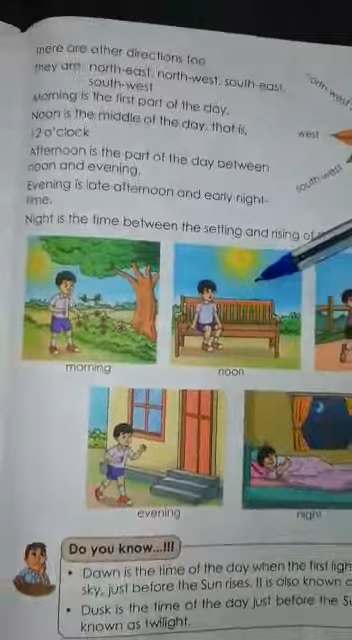 There are other directions too
They are, north-east, north-west, south-east,
south-west
Morning is the first part of the day.
Noon is the middle of the day, that is,
12 o'clock
Afternoon is the part of the day between
noon and evening.
Evening is late afternoon and early night-
time.
Night is the time between the setting and rising of
north west
west
south-west
morning
noon
evening
night
Do you know...!!!
• Dawn is the time of the day when the first
sky, just before the Sun rises. It is also known
• Dusk is the time of the day just before the
known as twilight.